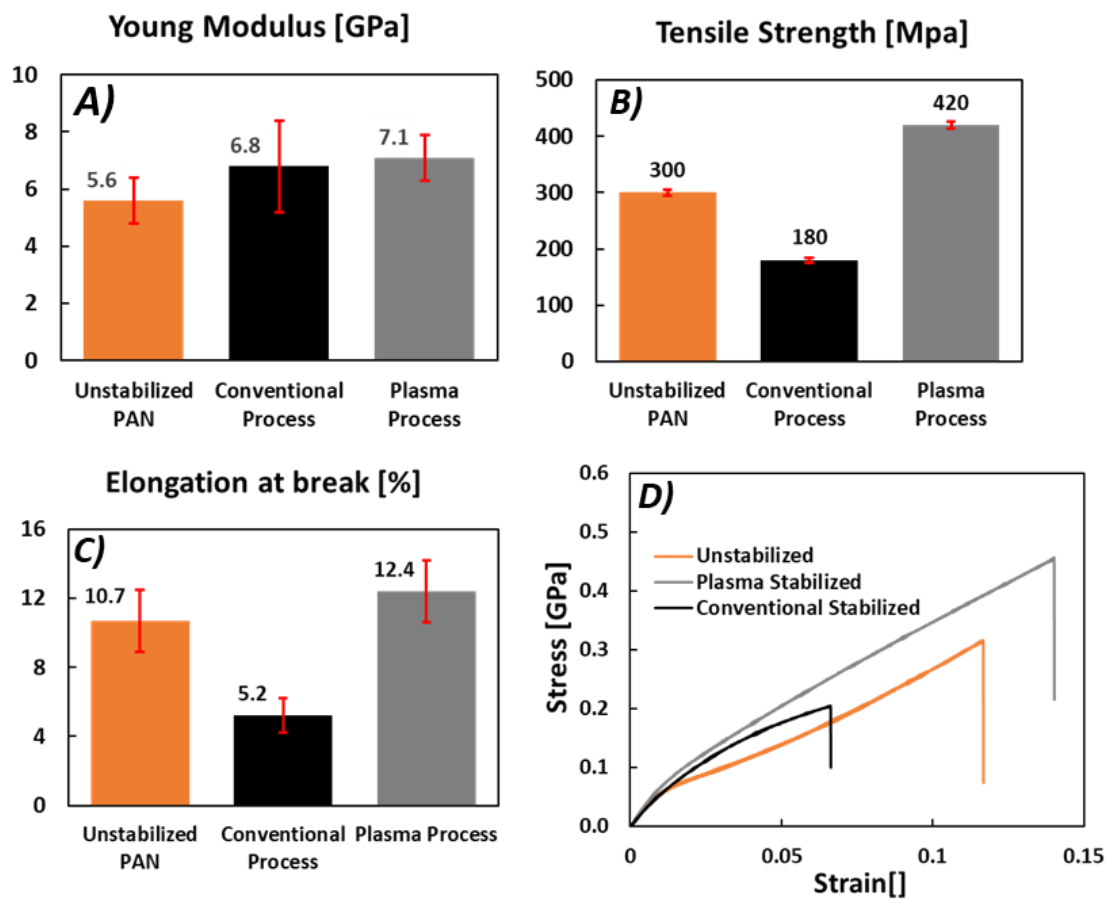 Young Modulus [GPa]
A)
10
8
6
4
2
0
5.6
6.8
7.1
Unstabilized
PAN
Conventional
Process
Plasma
Process
Tensile Strength [Mpa]
B)
500
400
300
200
100
0
300
180
420
Unstabilized
PAN
Conventional
Process
Plasma
Process
Elongation at break [%]
C)
16
12
8
4
0
10.7
5.2
12.4
Unstabilized
PAN
Conventional
Process
Plasma Process
D)
Stress [GPa]
0.6
0.5
0.4
0.3
0.2
0.1
0.0
Unstabilized
Plasma Stabilized
Conventional Stabilized
0
0.05
0.1
0.15
Strain[]